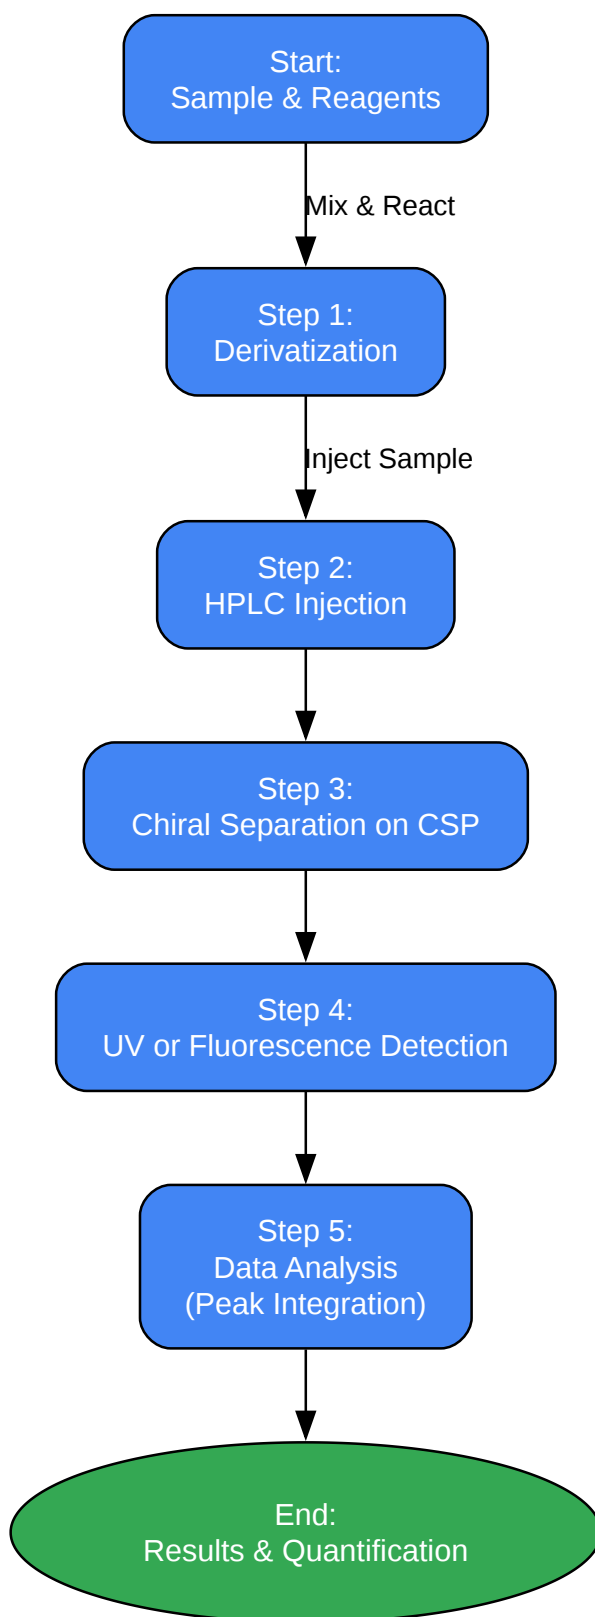 Start:
Sample & Reagents
Mix & React
Step 1:
Derivatization
Inject Sample
Step 2:
HPLC Injection
Step 3:
Chiral Separation on CSP
Step 4:
UV or Fluorescence Detection
Step 5:
Data Analysis
(Peak Integration)
End:
Results & Quantification